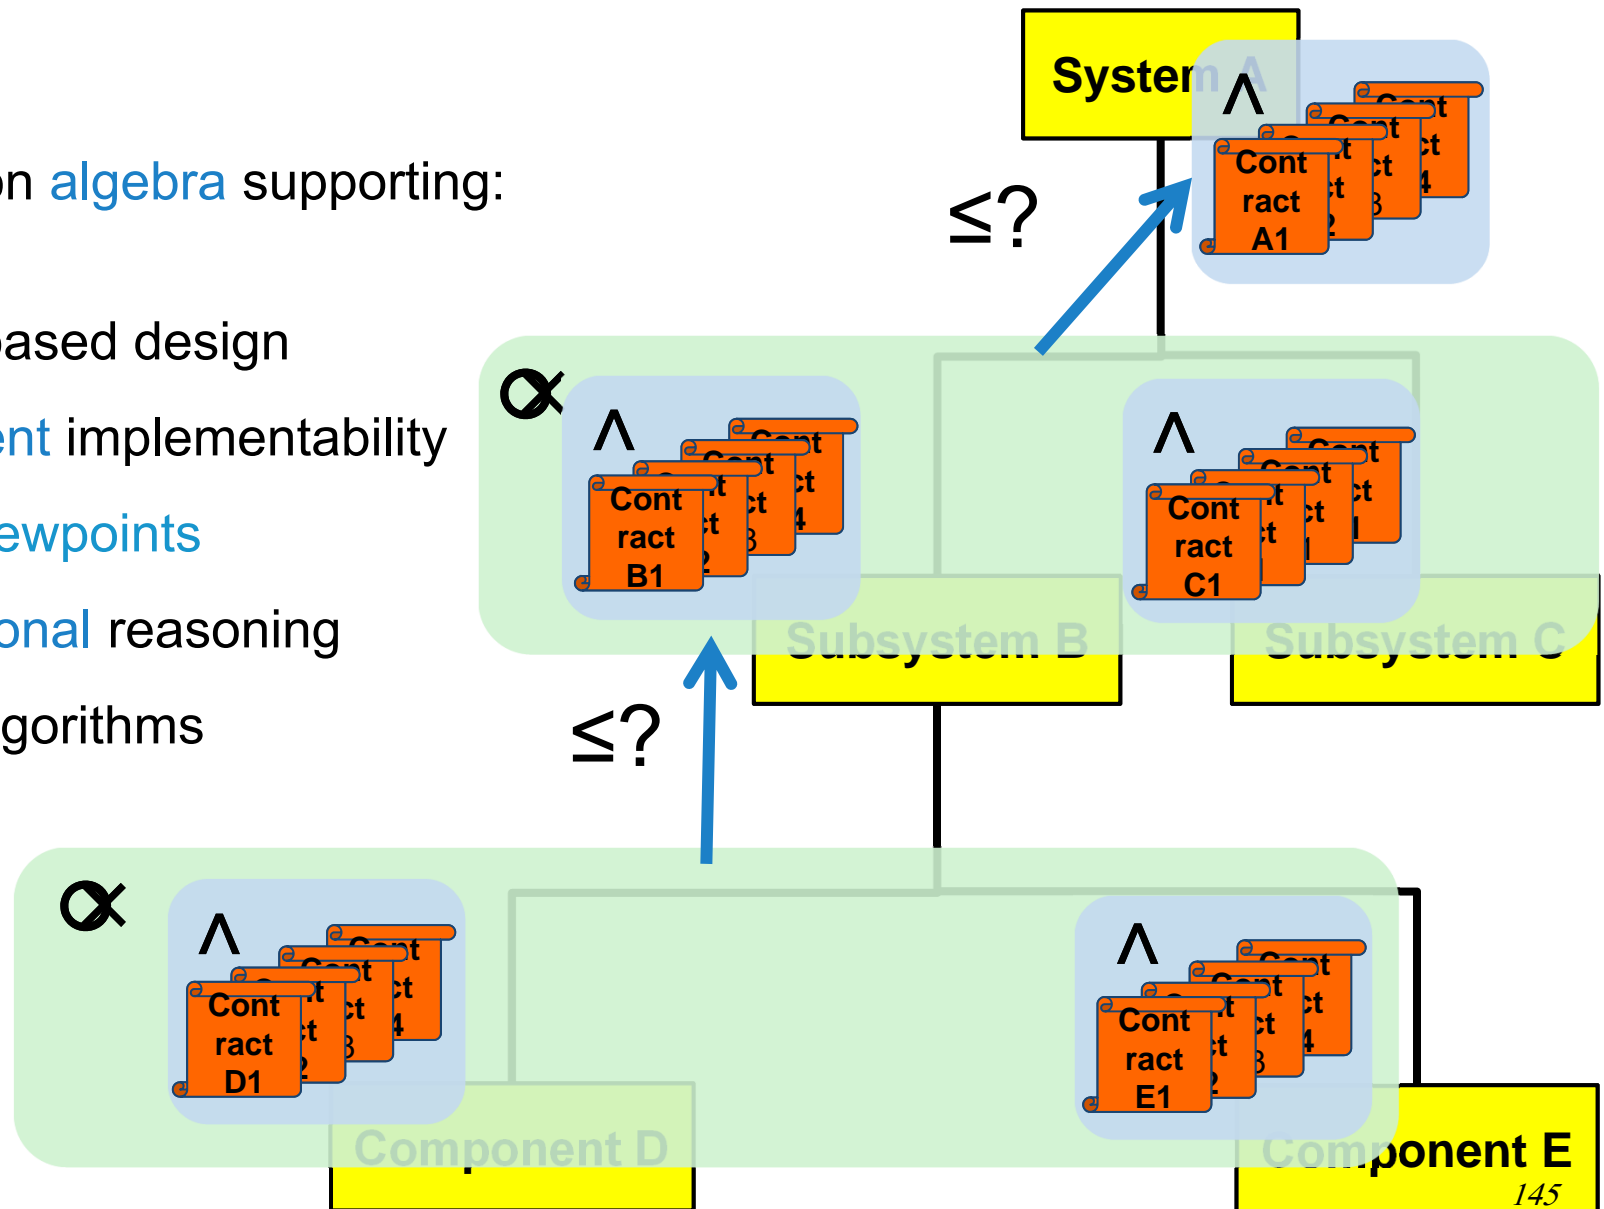 System A
on algebra supporting:
≤?
∧
Cont
ract
A1
based design
ent implementability
ewpoints
onal reasoning
gorithms
∧
Cont
ract
B1
∧
Cont
ract
C1
Subsystem B
Subsystem C
≤?
∧
Cont
ract
D1
∧
Cont
ract
E1
Component D
Component E
145